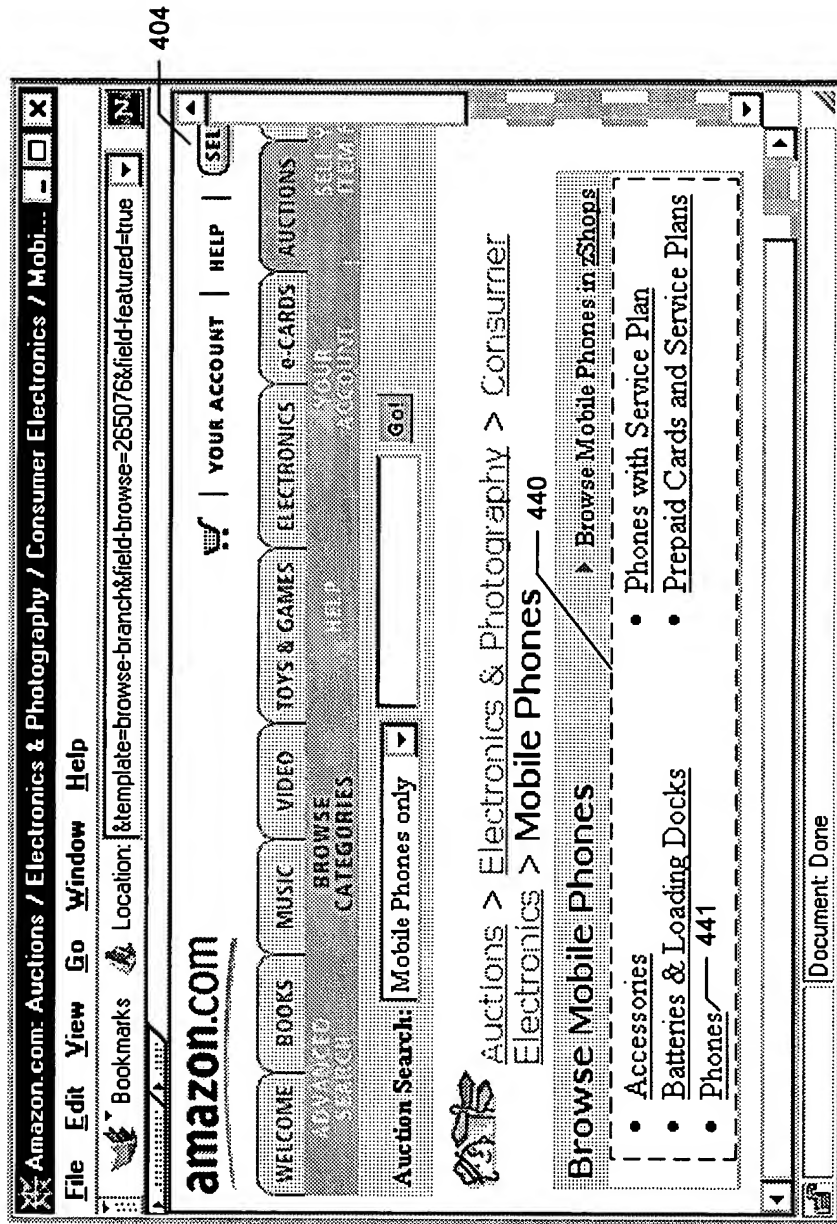 Amazon.com: Auctions / Electronics & Photography / Consumer Electronics / Mobi...
File Edit View Go Window Help
Bookmarks Location: &template=browse-branch&field-browse=265076&field-featured=true N
404
amazon.com | YOUR ACCOUNT | HELP | SEL
WELCOME BOOKS MUSIC VIDEO TOYS & GAMES ELECTRONICS e-CARDS AUCTIONS
ADVANCED SEARCH BROWSE CATEGORIES HELP YOUR ACCOUNT SELL Y ITEM
Auction Search: Mobile Phones only Go!
Auctions > Electronics & Photography > Consumer
Electronics > Mobile Phones
440
Browse Mobile Phones Browse Mobile Phones in zShops
• Accessories
• Batteries & Loading Docks
• Phones
441
• Phones with Service Plan
• Prepaid Cards and Service Plans
Document: Done